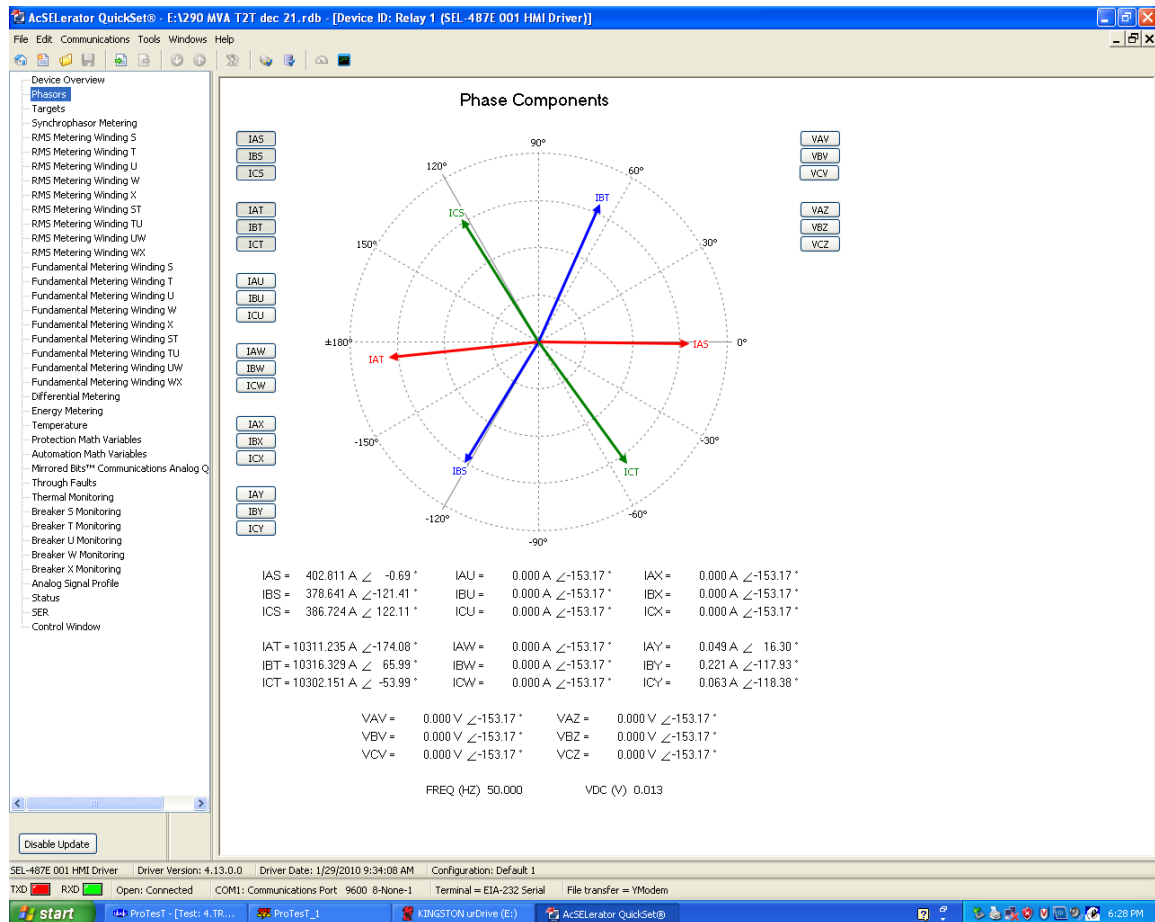 AcSELerator QuickSet® - E:\290 MVA T2T dec 21.rdb - [Device ID: Relay 1 (SEL-487E 001 HMI Driver)]
File Edit Communications Tools Windows Help
Device Overview
Phasors
Targets
Synchrophasor Metering
RMS Metering Winding S
RMS Metering Winding T
RMS Metering Winding U
RMS Metering Winding W
RMS Metering Winding X
RMS Metering Winding ST
RMS Metering Winding TU
RMS Metering Winding UW
RMS Metering Winding WX
Fundamental Metering Winding S
Fundamental Metering Winding T
Fundamental Metering Winding U
Fundamental Metering Winding W
Fundamental Metering Winding X
Fundamental Metering Winding ST
Fundamental Metering Winding TU
Fundamental Metering Winding UW
Fundamental Metering Winding WX
Differential Metering
Energy Metering
Temperature
Protection Math Variables
Automation Math Variables
Mirrored Bits™ Communications Analog Q
Through Faults
Thermal Monitoring
Breaker S Monitoring
Breaker T Monitoring
Breaker U Monitoring
Breaker W Monitoring
Breaker X Monitoring
Analog Signal Profile
Status
SER
Control Window
Disable Update
Phase Components
IAS
IBS
ICS
IAT
IBT
ICT
IAU
IBU
ICU
IAW
IBW
ICW
IAX
IBX
ICX
IAY
IBY
ICY
90°
120°
60°
IBT
ICS
150°
30°
±180°
IAS
0°
IAT
-150°
-30°
IBS
ICT
-120°
-60°
-90°
VAV
VBV
VCV
VAZ
VBZ
VCZ
IAS = 402.811 A ∠ -0.69 ° IAU = 0.000 A ∠-153.17 ° IAX = 0.000 A ∠-153.17 °
IBS = 378.641 A ∠-121.41 ° IBU = 0.000 A ∠-153.17 ° IBX = 0.000 A ∠-153.17 °
ICS = 386.724 A ∠ 122.11 ° ICU = 0.000 A ∠-153.17 ° ICX = 0.000 A ∠-153.17 °
IAT = 10311.235 A ∠-174.08 ° IAW = 0.000 A ∠-153.17 ° IAY = 0.049 A ∠ 16.30 °
IBT = 10316.329 A ∠ 65.99 ° IBW = 0.000 A ∠-153.17 ° IBY = 0.221 A ∠-117.93 °
ICT = 10302.151 A ∠ -53.99 ° ICW = 0.000 A ∠-153.17 ° ICY = 0.063 A ∠-118.38 °
VAV = 0.000 V ∠-153.17 ° VAZ = 0.000 V ∠-153.17 °
VBV = 0.000 V ∠-153.17 ° VBZ = 0.000 V ∠-153.17 °
VCV = 0.000 V ∠-153.17 ° VCZ = 0.000 V ∠-153.17 °
FREQ (HZ) 50.000 VDC (V) 0.013
SEL-487E 001 HMI Driver Driver Version: 4.13.0.0 Driver Date: 1/29/2010 9:34:08 AM Configuration: Default 1
TXD RXD Open: Connected COM1: Communications Port 9600 8-None-1 Terminal = EIA-232 Serial File transfer = YModem
start ProTesT - [Test: 4.TR... ProTesT_1 KINGSTON urDrive (E:) AcSELerator QuickSet® 6:28 PM